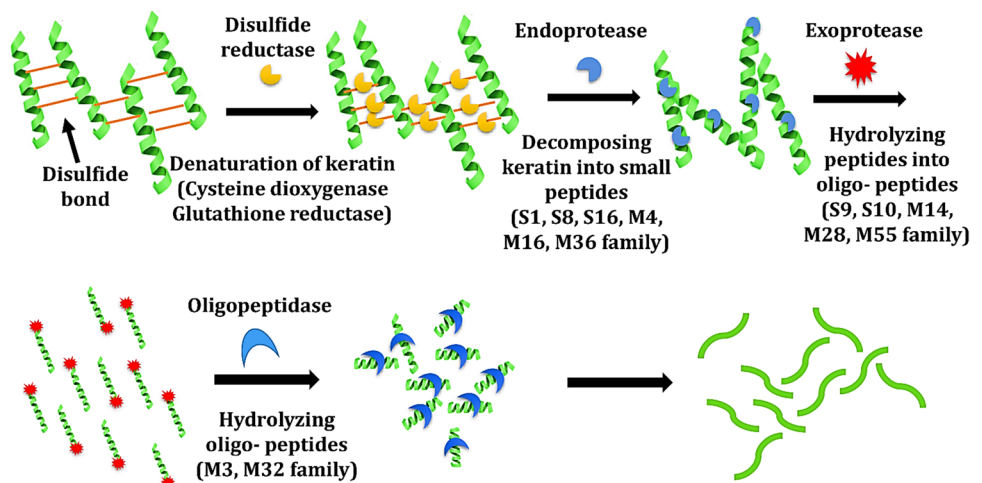 Disulfide
reductase
Disulfide
bond
Denaturation of keratin
(Cysteine dioxygenase
Glutathione reductase)
Endoprotease
Decomposing
keratin into small
peptides
(S1, S8, S16, M4,
M16, M36 family)
Exoprotease
Hydrolyzing
peptides into
oligo- peptides
(S9, S10, M14,
M28, M55 family)
Oligopeptidase
Hydrolyzing
oligo- peptides
(M3, M32 family)